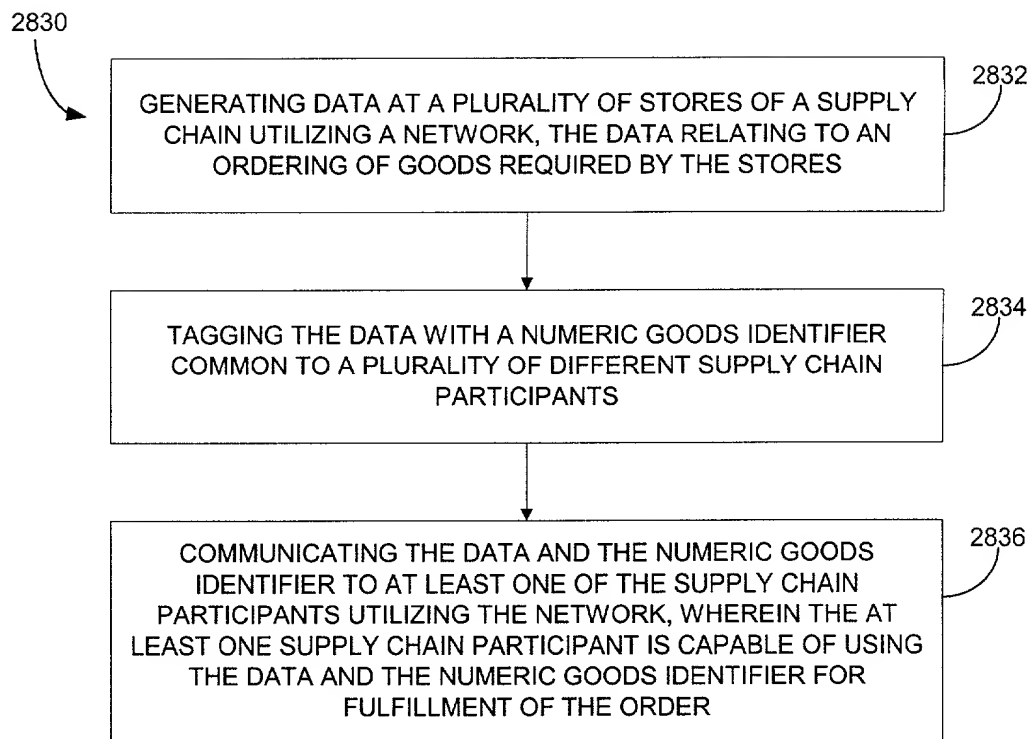 2830
2832
GENERATING DATA AT A PLURALITY OF STORES OF A SUPPLY
CHAIN UTILIZING A NETWORK, THE DATA RELATING TO AN
ORDERING OF GOODS REQUIRED BY THE STORES
2834
TAGGING THE DATA WITH A NUMERIC GOODS IDENTIFIER
COMMON TO A PLURALITY OF DIFFERENT SUPPLY CHAIN
PARTICIPANTS
2836
COMMUNICATING THE DATA AND THE NUMERIC GOODS
IDENTIFIER TO AT LEAST ONE OF THE SUPPLY CHAIN
PARTICIPANTS UTILIZING THE NETWORK, WHEREIN THE AT
LEAST ONE SUPPLY CHAIN PARTICIPANT IS CAPABLE OF USING
THE DATA AND THE NUMERIC GOODS IDENTIFIER FOR
FULFILLMENT OF THE ORDER